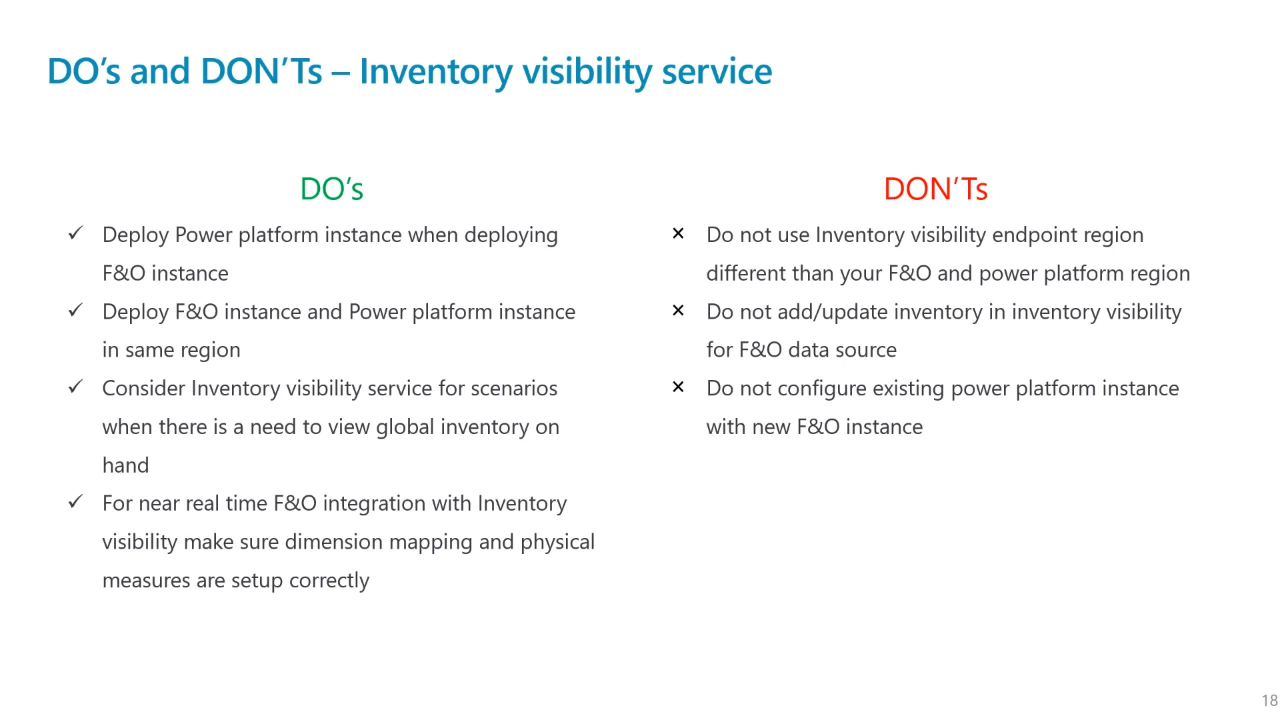 DO’s and DON’Ts – Inventory visibility service
DO’s
✓ Deploy Power platform instance when deploying
F&O instance
✓ Deploy F&O instance and Power platform instance
in same region
✓ Consider Inventory visibility service for scenarios
when there is a need to view global inventory on
hand
✓ For near real time F&O integration with Inventory
visibility make sure dimension mapping and physical
measures are setup correctly
DON’Ts
× Do not use Inventory visibility endpoint region
different than your F&O and power platform region
× Do not add/update inventory in inventory visibility
for F&O data source
× Do not configure existing power platform instance
with new F&O instance
18